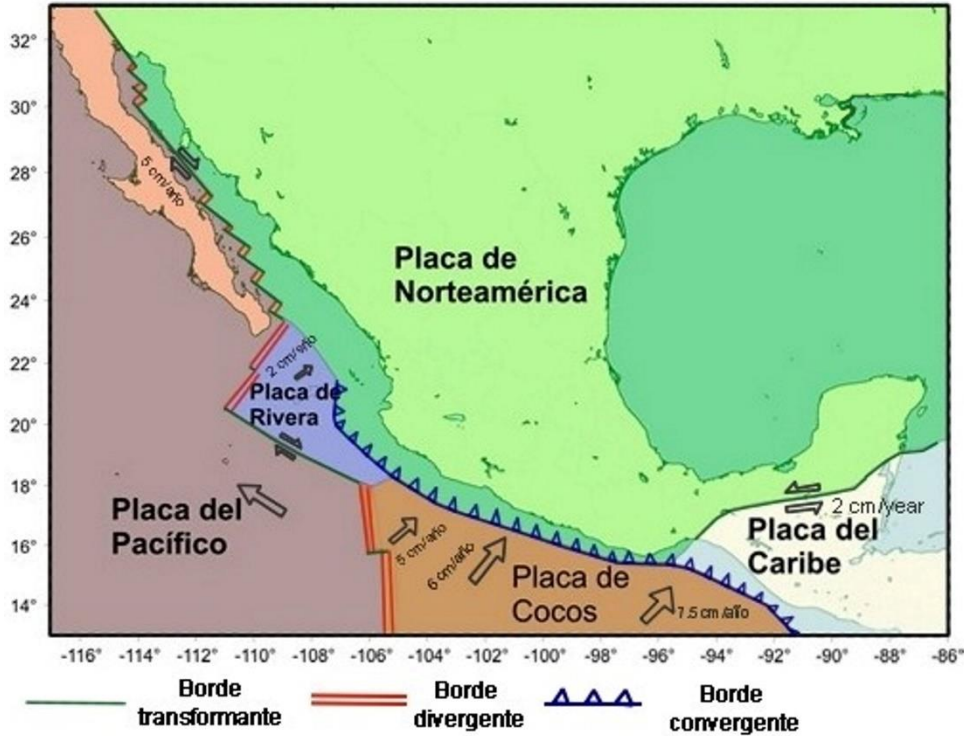 32°
30°
28°
26°
24°
22°
20°
18°
16°
14°
5 cm/año
Placa de
Norteamérica
2 cm/año
Placa de
Rivera
Placa del
Pacífico
5 cm/año
6 cm/año
Placa de
Cocos
7.5 cm/año
2 cm/year
Placa del
Caribe
-116° -114° -112° -110° -108° -106° -104° -102° -100° -98° -96° -94° -92° -90° -88° -86°
Borde
transformante
Borde
divergente
Borde
convergente